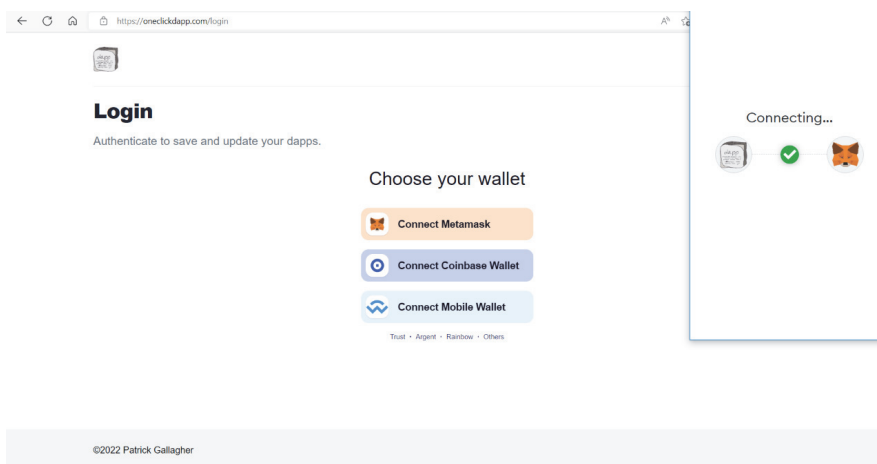 https://oneclickdapp.com/login
Login
Authenticate to save and update your dapps.
Choose your wallet
Connect Metamask
Connect Coinbase Wallet
Connect Mobile Wallet
Trust · Argent · Rainbow · Others
Connecting...
©2022 Patrick Gallagher